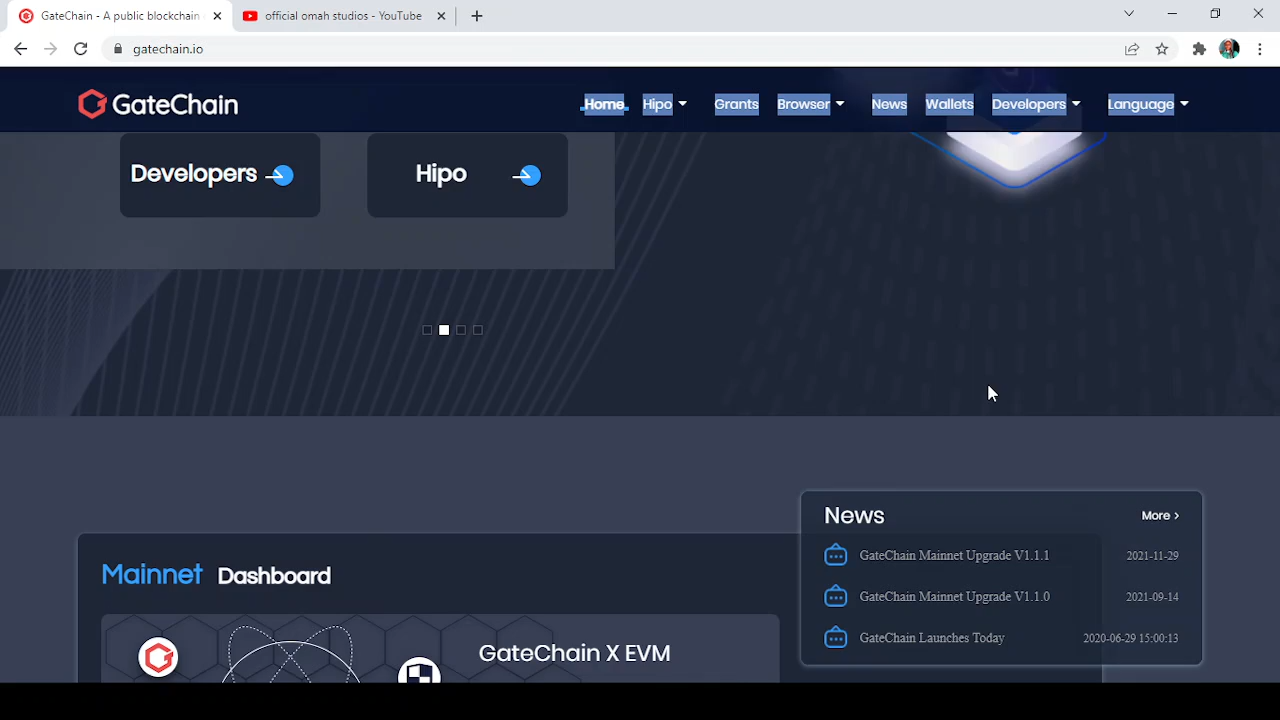 GateChain - A public blockchain
official omah studios - YouTube
gatechain.io
GateChain
Home Hipo Grants Browser News Wallets Developers Language
Developers
Hipo
News
More >
GateChain Mainnet Upgrade V1.1.1 2021-11-29
GateChain Mainnet Upgrade V1.1.0 2021-09-14
GateChain Launches Today 2020-06-29 15:00:13
Mainnet Dashboard
GateChain X EVM